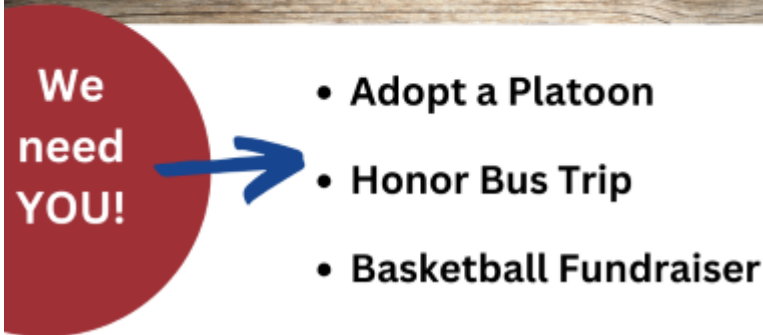 We
need
YOU!
• Adopt a Platoon
• Honor Bus Trip
• Basketball Fundraiser